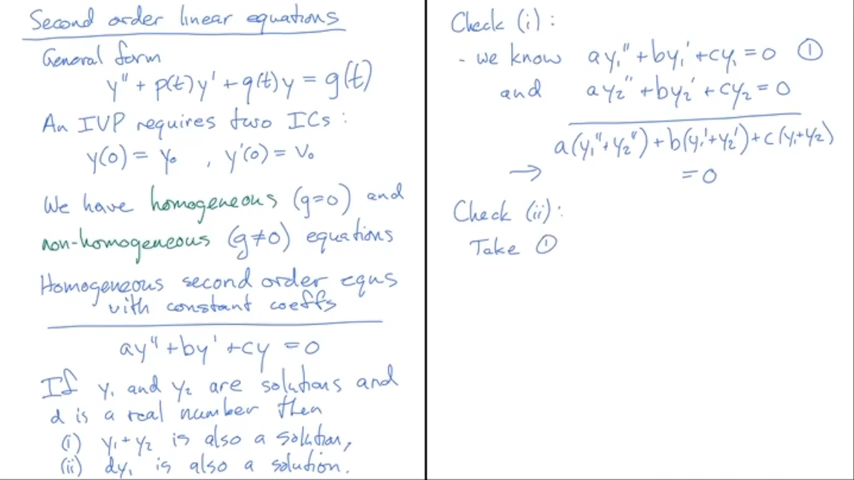 Second order linear equations
General form
y'' + p(t)y' + q(t)y = g(t)
An IVP requires two ICs:
y(0) = y₀ , y'(0) = v₀
We have homogeneous (g=0) and
non-homogeneous (g≠0) equations
Homogeneous second order equs
with constant coeffs
ay'' + by' + cy = 0
If y₁ and y₂ are solutions and
α is a real number then
(i) y₁+y₂ is also a solution,
(ii) αy₁ is also a solution.
Check (i):
- we know ay₁'' + by₁' + cy₁ = 0 ①
and ay₂'' + by₂' + cy₂ = 0
a(y₁''+y₂'') + b(y₁'+y₂') + c(y₁+y₂)
→ = 0
Check (ii):
Take ①